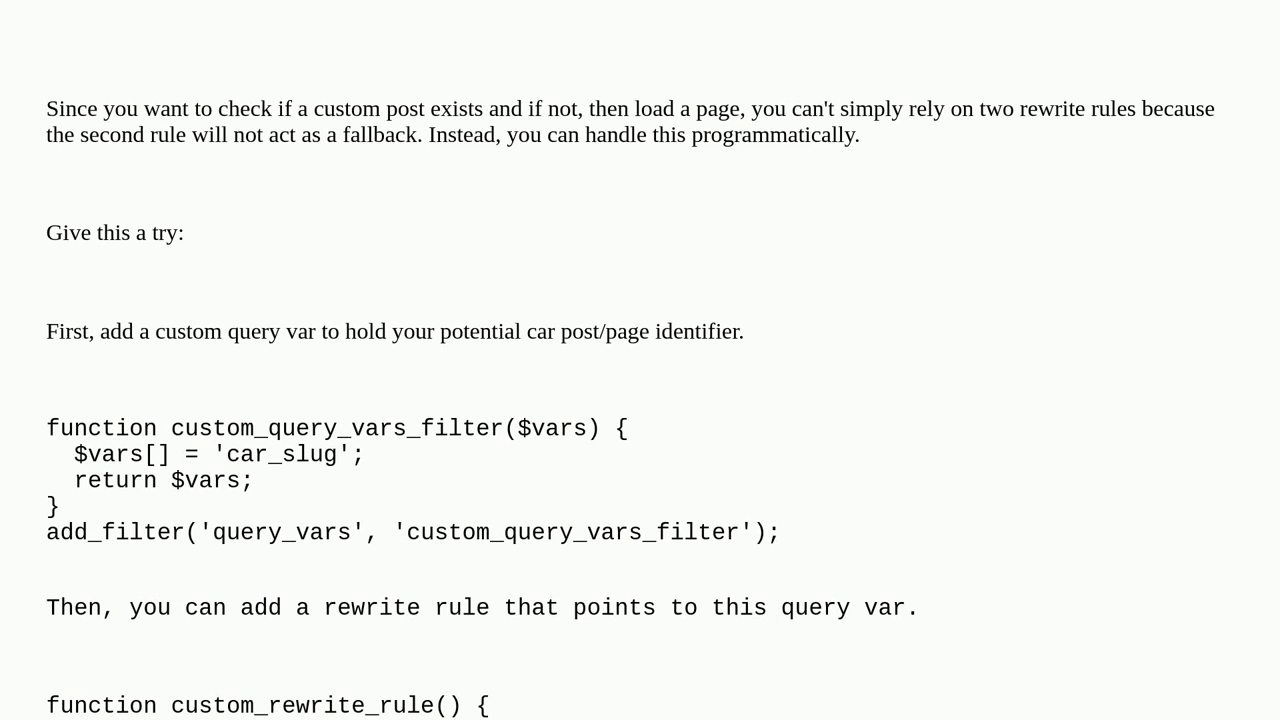 Since you want to check if a custom post exists and if not, then load a page, you can't simply rely on two rewrite rules because
the second rule will not act as a fallback. Instead, you can handle this programmatically.
Give this a try:
First, add a custom query var to hold your potential car post/page identifier.
function custom_query_vars_filter($vars) {
  $vars[] = 'car_slug';
  return $vars;
}
add_filter('query_vars', 'custom_query_vars_filter');
Then, you can add a rewrite rule that points to this query var.
function custom_rewrite_rule() {